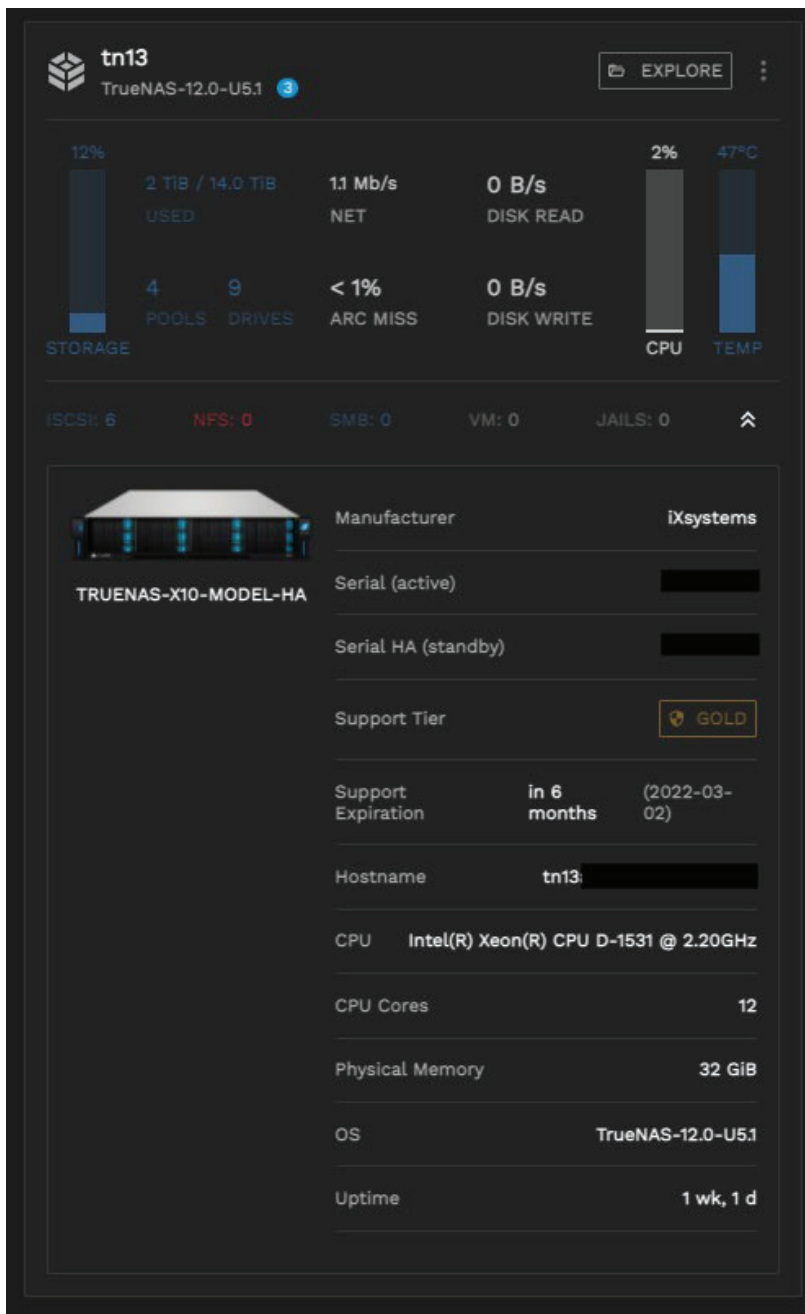 tn13
TrueNAS-12.0-U5.1 3
EXPLORE
12%
2 TiB / 14.0 TiB
USED
1.1 Mb/s
NET
0 B/s
DISK READ
2%
47°C
4
POOLS
9
DRIVES
< 1%
ARC MISS
0 B/s
DISK WRITE
STORAGE
CPU
TEMP
ISCSI: 6 NFS: 0 SMB: 0 VM: 0 JAILS: 0
TRUENAS-X10-MODEL-HA
Manufacturer iXsystems
Serial (active)
Serial HA (standby)
Support Tier GOLD
Support Expiration in 6 months (2022-03-02)
Hostname tn13
CPU Intel(R) Xeon(R) CPU D-1531 @ 2.20GHz
CPU Cores 12
Physical Memory 32 GiB
OS TrueNAS-12.0-U5.1
Uptime 1 wk, 1 d